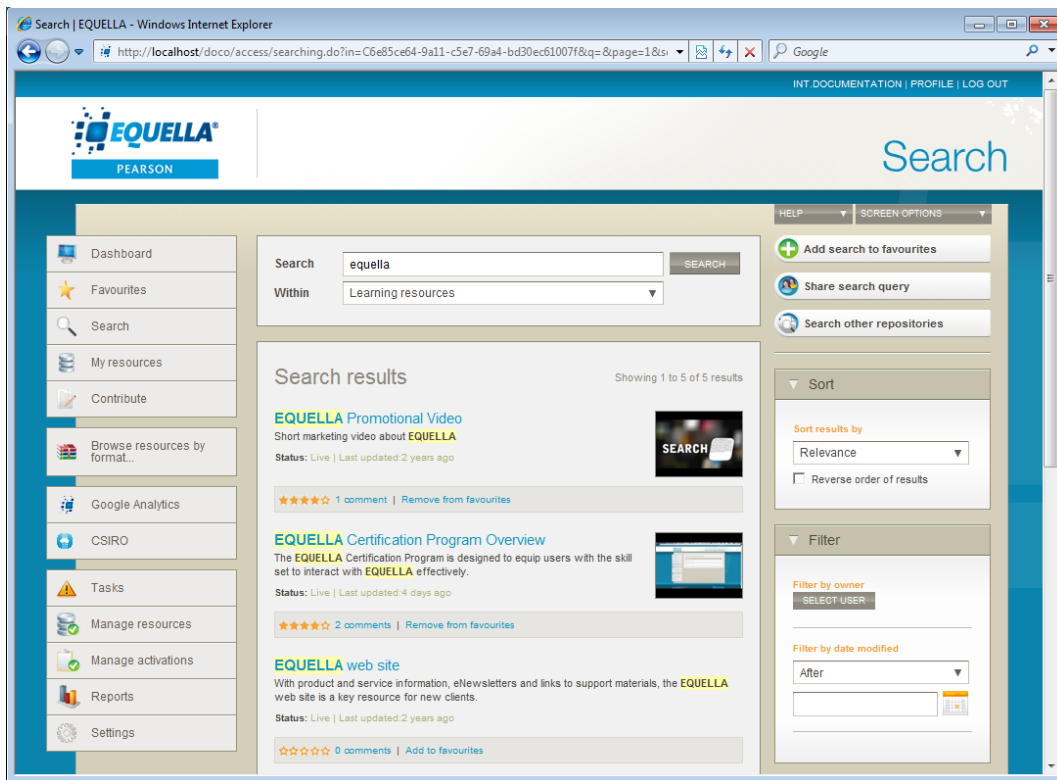 Search | EQUELLA - Windows Internet Explorer
http://localhost/doco/access/searching.do?in=C6e85ce64-9a11-c5e7-69a4-bd30ec61007f&q=&page=1&s
Google
INT.DOCUMENTATION | PROFILE | LOG OUT
EQUELLA®
PEARSON
Search
HELP
SCREEN OPTIONS
Dashboard
Favourites
Search
My resources
Contribute
Browse resources by
format...
Google Analytics
CSIRO
Tasks
Manage resources
Manage activations
Reports
Settings
Search equella SEARCH
Within Learning resources
Search results
Showing 1 to 5 of 5 results
EQUELLA Promotional Video
Short marketing video about EQUELLA
Status: Live | Last updated:2 years ago
SEARCH
1 comment | Remove from favourites
EQUELLA Certification Program Overview
The EQUELLA Certification Program is designed to equip users with the skill
set to interact with EQUELLA effectively.
Status: Live | Last updated:4 days ago
2 comments | Remove from favourites
EQUELLA web site
With product and service information, eNewsletters and links to support materials, the EQUELLA
web site is a key resource for new clients.
Status: Live | Last updated:2 years ago
0 comments | Add to favourites
Add search to favourites
Share search query
Search other repositories
Sort
Sort results by
Relevance
Reverse order of results
Filter
Filter by owner
SELECT USER
Filter by date modified
After